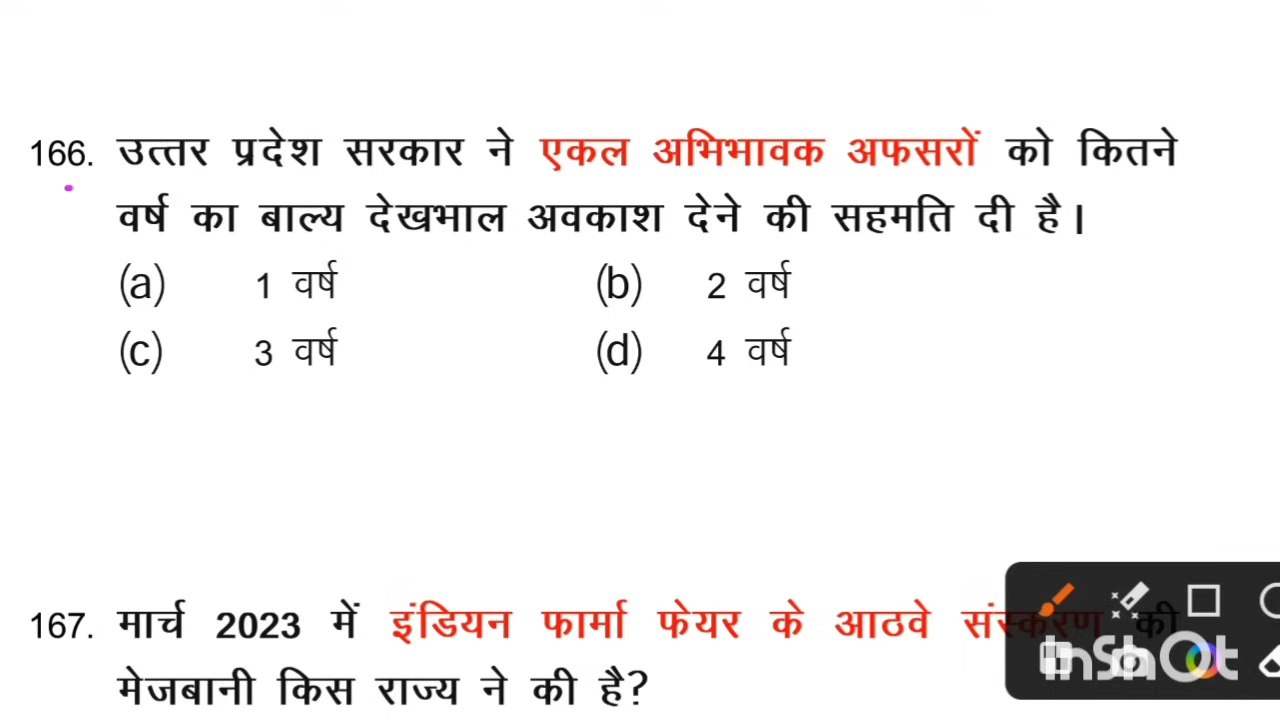 166. उत्तर प्रदेश सरकार ने एकल अभिभावक अफसरों को कितने
वर्ष का बाल्य देखभाल अवकाश देने की सहमति दी है।
(a) 1 वर्ष (b) 2 वर्ष
(c) 3 वर्ष (d) 4 वर्ष
167. मार्च 2023 में इंडियन फार्मा फेयर के आठवे संस्करण की
मेजबानी किस राज्य ने की है?
InShOt